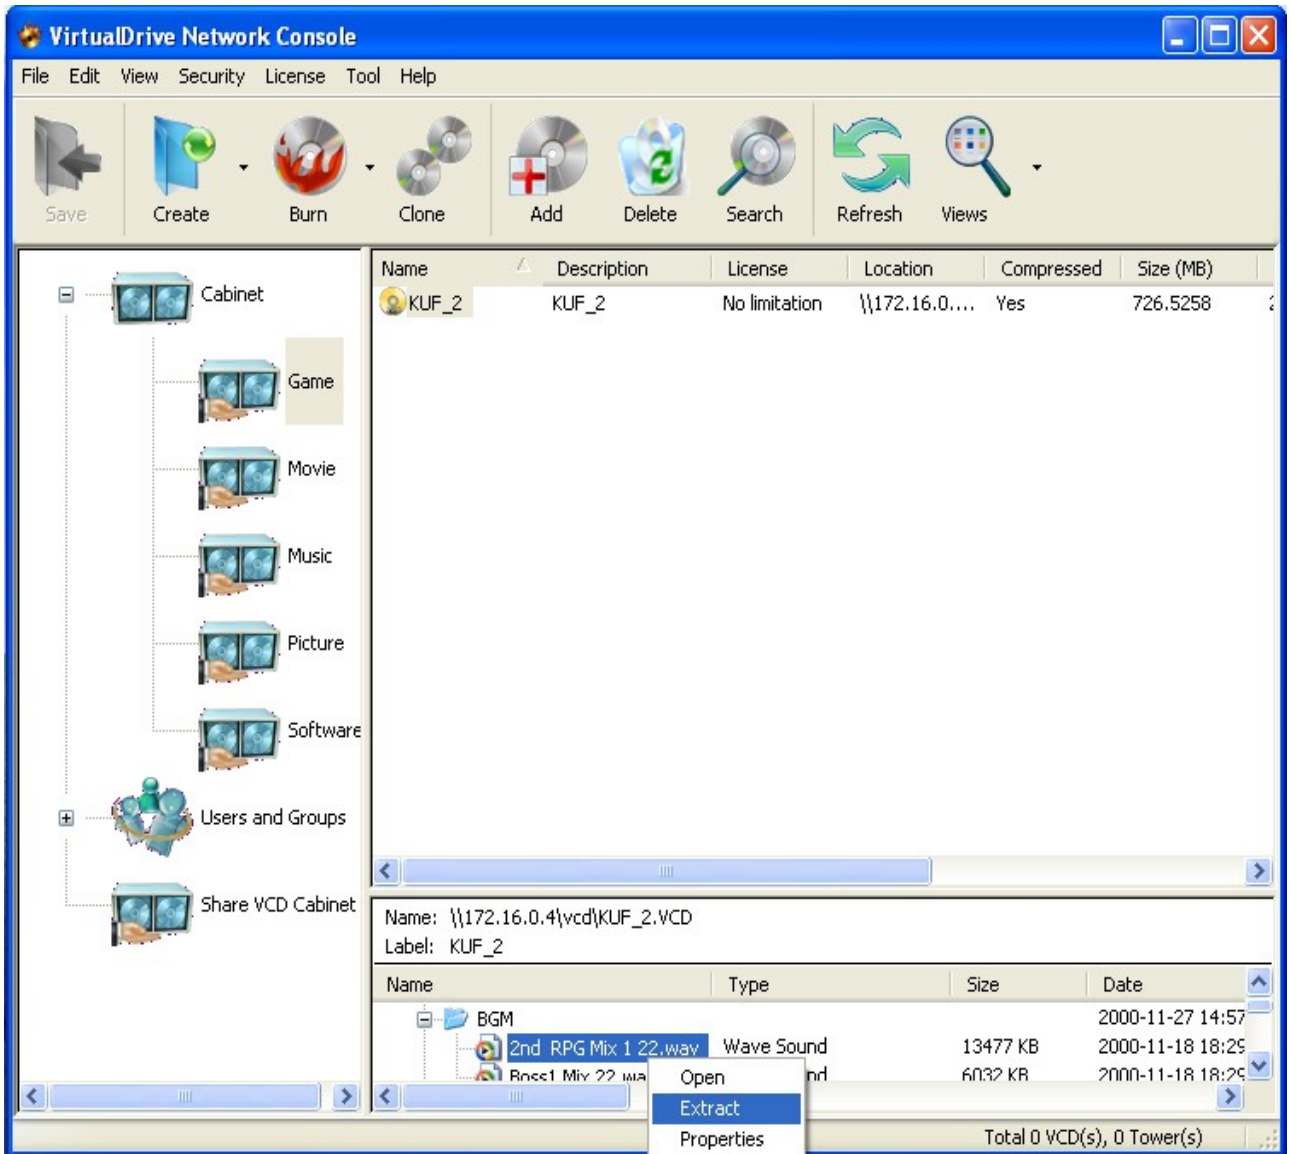 VirtualDrive Network Console
File Edit View Security License Tool Help
Save Create Burn Clone Add Delete Search Refresh Views
Cabinet
Game
Movie
Music
Picture
Software
Users and Groups
Share VCD Cabinet
Name Description License Location Compressed Size (MB)
KUF_2 KUF_2 No limitation \\172.16.0.... Yes 726.5258
Name: \\172.16.0.4\vcd\KUF_2.VCD
Label: KUF_2
Name Type Size Date
BGM 2000-11-27 14:57
2nd RPG Mix 1 22.wav Wave Sound 13477 KB 2000-11-18 18:29
Boss1 Mix 22 6032 KB 2000-11-18 18:29
Open
Extract
Properties
Total 0 VCD(s), 0 Tower(s)